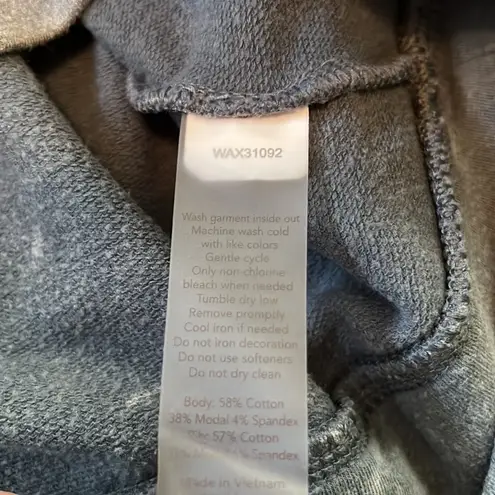 WAX31092
Wash garment inside out
Machine wash cold
with like colors
Gentle cycle
Only non chlorine
bleach when needed
Tumble dry low
Remove promptly
Cool iron if needed
Do not iron decoration
Do not use softeners
Do not dry clean
Body: 58% Cotton
38% Modal 4% Spandex
57% Cotton
Spandex
Made in Vietnam